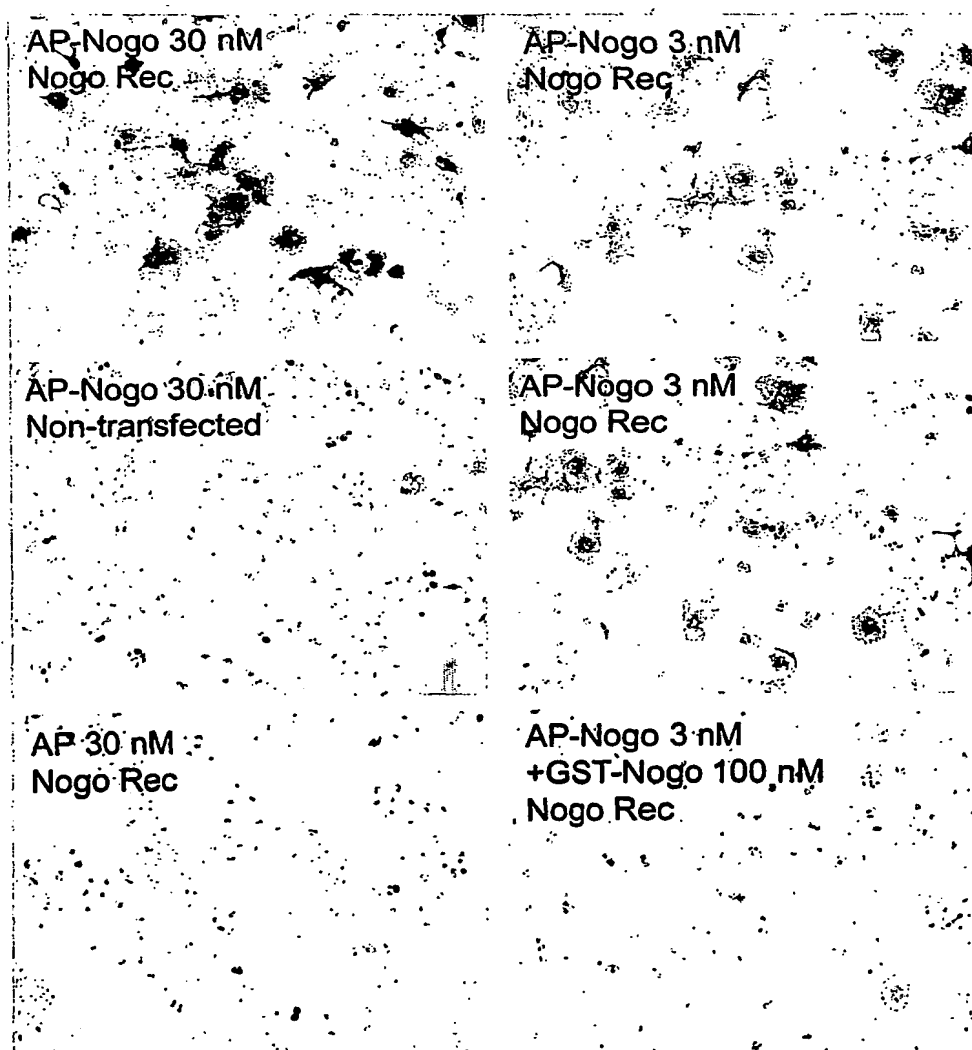 AP-Nogo 30 nM
Nogo Rec
AP-Nogo 3 nM
Nogo Rec
AP-Nogo 30 nM
Non-transfected
AP-Nogo 3 nM
Nogo Rec
AP 30 nM
Nogo Rec
AP-Nogo 3 nM
+GST-Nogo 100 nM
Nogo Rec